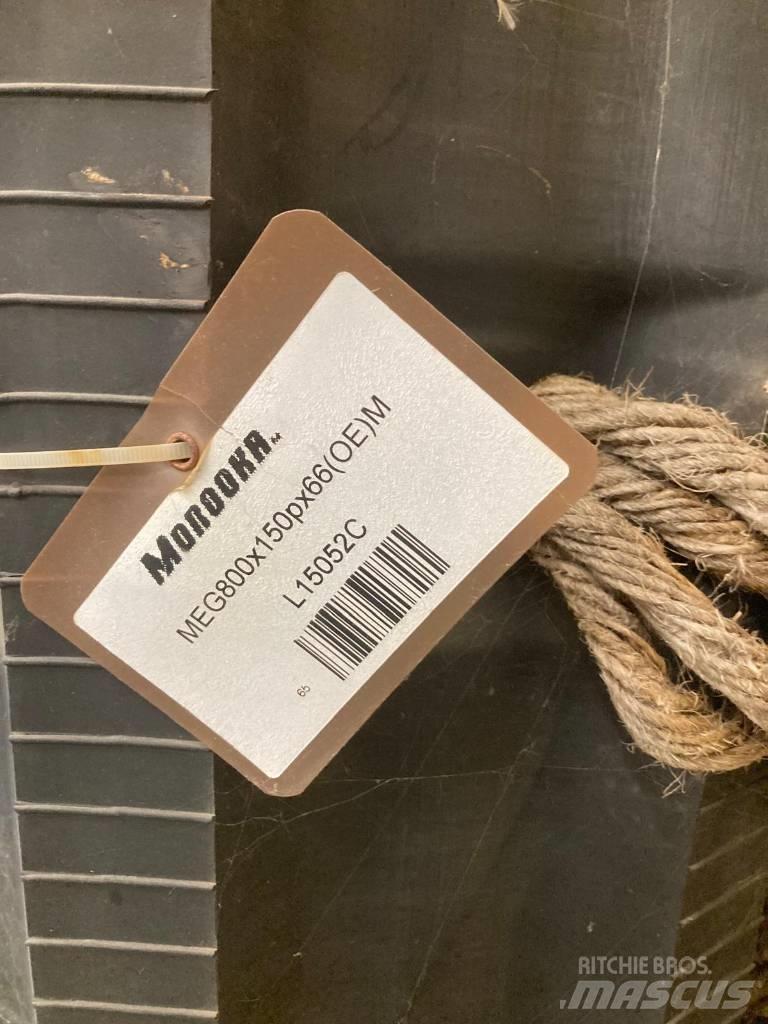 MOROOKA
MEG800x150px66(OE)M
L15052C
65
RITCHIE BROS.
MASCUS